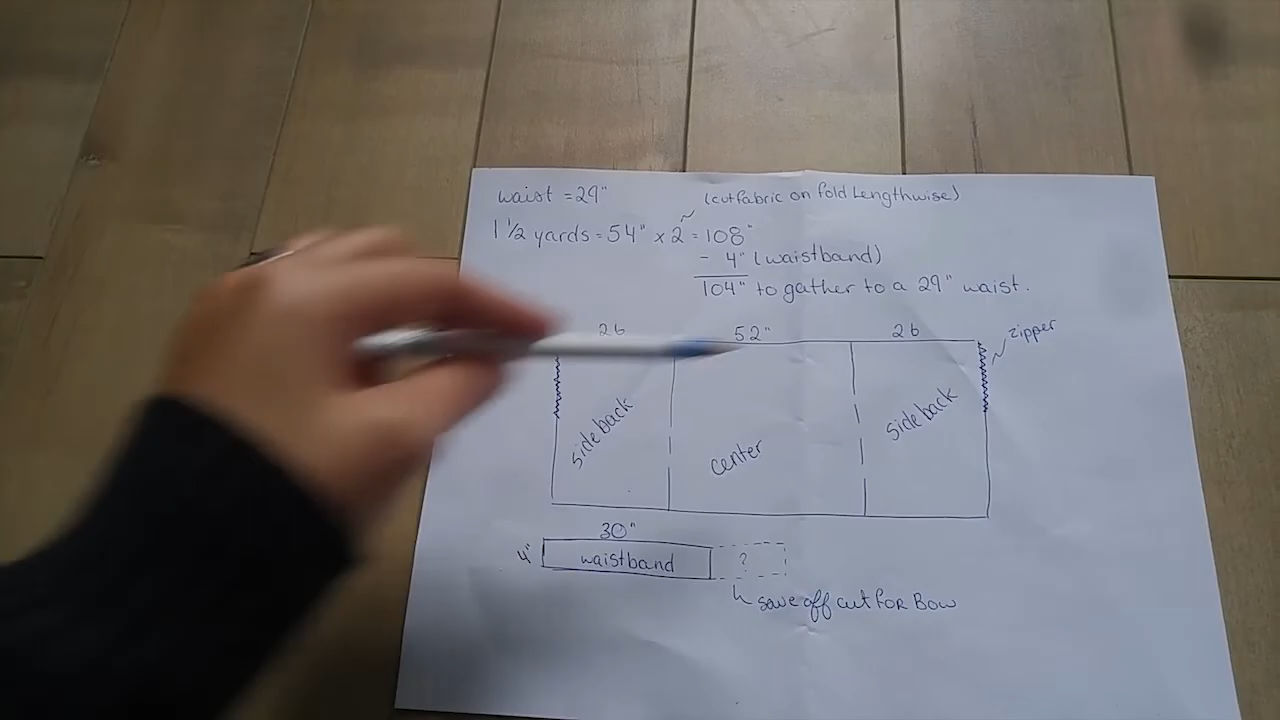 waist = 29"
(cut fabric on fold Lengthwise)
1 1/2 yards = 54" x 2 = 108"
- 4" (waistband)
104" to gather to a 29" waist.
26 52" 26
zipper
side back
center
side back
30"
4" waistband ?
save off cut FOR BOW